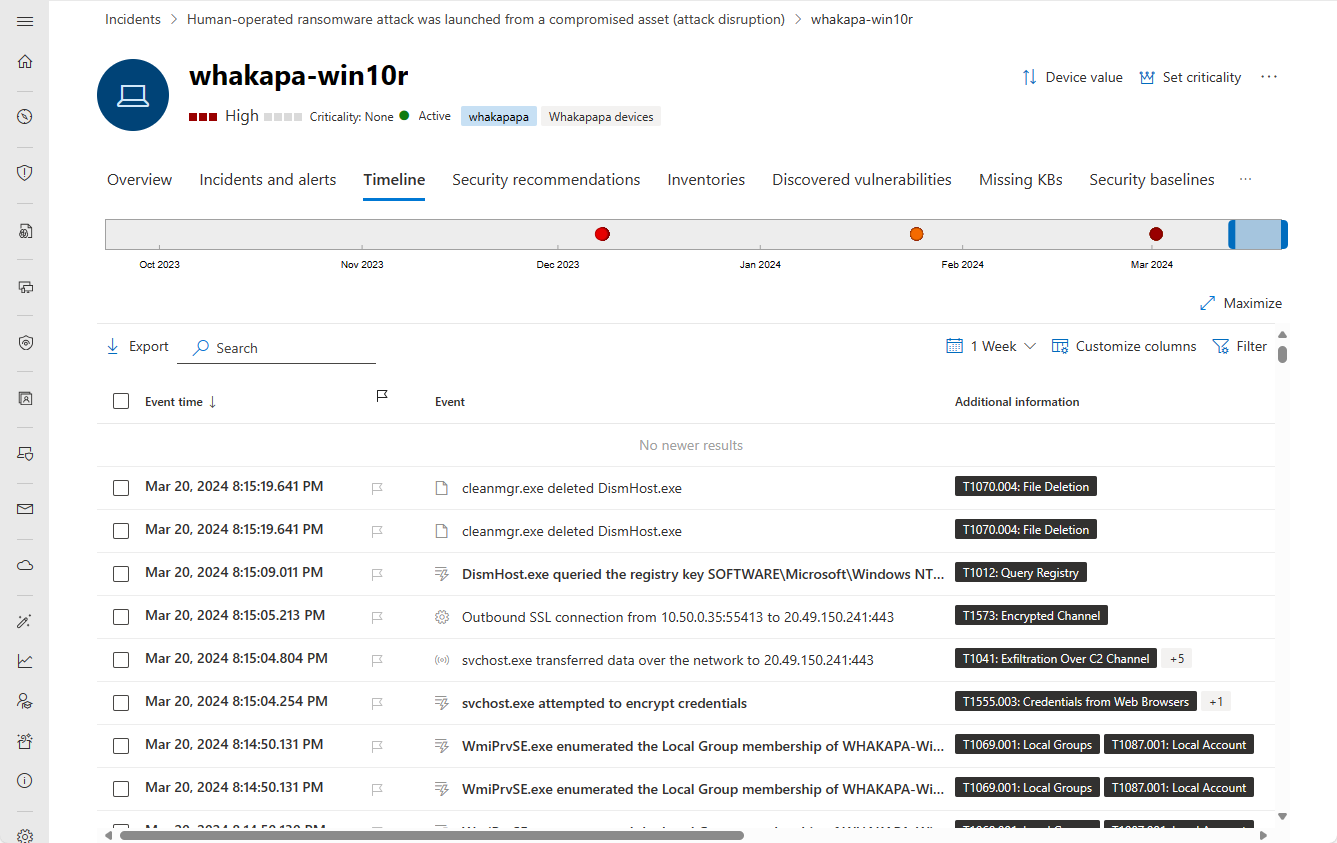 Incidents > Human-operated ransomware attack was launched from a compromised asset (attack disruption) > whakapa-win10r
whakapa-win10r
Device value
Set criticality
High Criticality: None Active whakapapa Whakapapa devices
Overview Incidents and alerts Timeline Security recommendations Inventories Discovered vulnerabilities Missing KBs Security baselines
Oct 2023 Nov 2023 Dec 2023 Jan 2024 Feb 2024 Mar 2024
Maximize
Export Search 1 Week Customize columns Filter
Event time ↓ Event Additional information
No newer results
Mar 20, 2024 8:15:19.641 PM cleanmgr.exe deleted DismHost.exe T1070.004: File Deletion
Mar 20, 2024 8:15:19.641 PM cleanmgr.exe deleted DismHost.exe T1070.004: File Deletion
Mar 20, 2024 8:15:09.011 PM DismHost.exe queried the registry key SOFTWARE\Microsoft\Windows NT... T1012: Query Registry
Mar 20, 2024 8:15:05.213 PM Outbound SSL connection from 10.50.0.35:55413 to 20.49.150.241:443 T1573: Encrypted Channel
Mar 20, 2024 8:15:04.804 PM svchost.exe transferred data over the network to 20.49.150.241:443 T1041: Exfiltration Over C2 Channel +5
Mar 20, 2024 8:15:04.254 PM svchost.exe attempted to encrypt credentials T1555.003: Credentials from Web Browsers +1
Mar 20, 2024 8:14:50.131 PM WmiPrvSE.exe enumerated the Local Group membership of WHAKAPA-Wi... T1069.001: Local Groups T1087.001: Local Account
Mar 20, 2024 8:14:50.131 PM WmiPrvSE.exe enumerated the Local Group membership of WHAKAPA-Wi... T1069.001: Local Groups T1087.001: Local Account